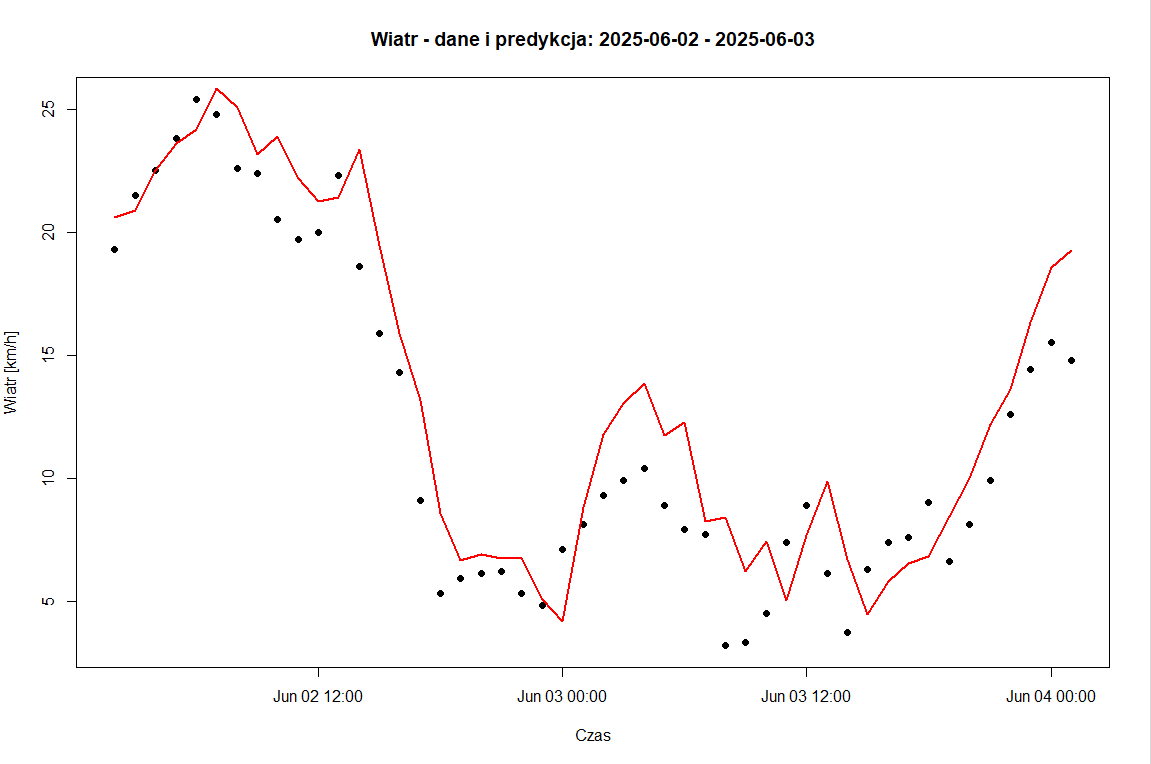 Wiatr - dane i predykcja: 2025-06-02 - 2025-06-03
Wiatr [km/h]
25
20
15
10
5
Jun 02 12:00
Jun 03 00:00
Jun 03 12:00
Jun 04 00:00
Czas